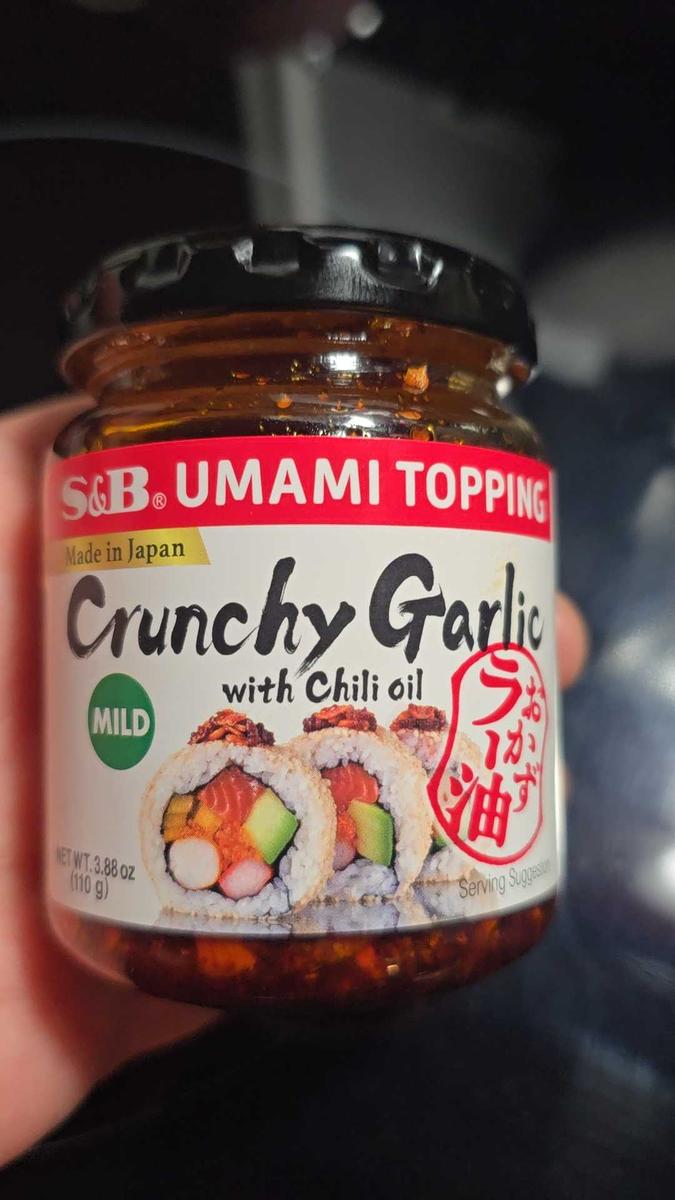 S&B® UMAMI TOPPING
Made in Japan
Crunchy Garlic
with Chili oil
MILD
おかず
ラー油
NET WT. 3.88 oz
(110 g)
Serving Suggestion